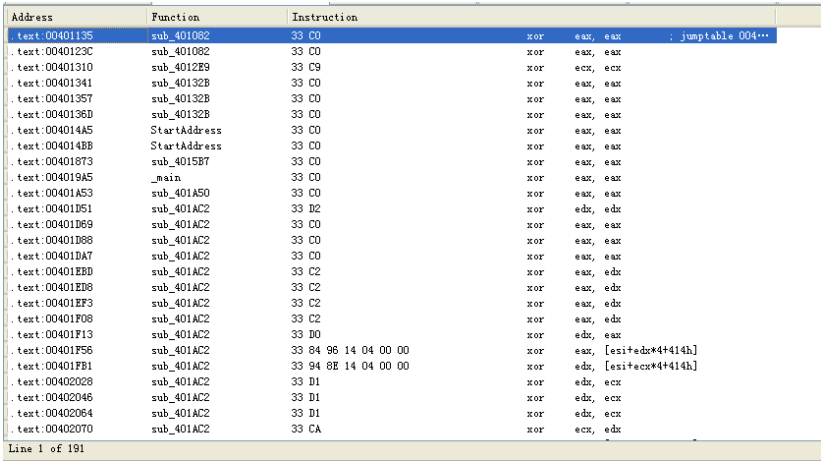 Address Function Instruction
.text:00401135 sub_401082 33 C0 xor eax, eax ; jumptable 004...
.text:0040123C sub_401082 33 C0 xor eax, eax
.text:00401310 sub_4012E9 33 C9 xor ecx, ecx
.text:00401341 sub_40132B 33 C0 xor eax, eax
.text:00401357 sub_40132B 33 C0 xor eax, eax
.text:0040136D sub_40132B 33 C0 xor eax, eax
.text:004014A5 StartAddress 33 C0 xor eax, eax
.text:004014BB StartAddress 33 C0 xor eax, eax
.text:00401873 sub_4015B7 33 C0 xor eax, eax
.text:004019A5 _main 33 C0 xor eax, eax
.text:00401A53 sub_401A50 33 C0 xor eax, eax
.text:00401D51 sub_401AC2 33 D2 xor edx, edx
.text:00401D69 sub_401AC2 33 C0 xor eax, eax
.text:00401D88 sub_401AC2 33 C0 xor eax, eax
.text:00401DA7 sub_401AC2 33 C0 xor eax, eax
.text:00401EBD sub_401AC2 33 C2 xor eax, edx
.text:00401ED8 sub_401AC2 33 C2 xor eax, edx
.text:00401EF3 sub_401AC2 33 C2 xor eax, edx
.text:00401F08 sub_401AC2 33 C2 xor eax, edx
.text:00401F13 sub_401AC2 33 D0 xor edx, eax
.text:00401F56 sub_401AC2 33 84 96 14 04 00 00 xor eax, [esi+edx*4+414h]
.text:00401FB1 sub_401AC2 33 94 8E 14 04 00 00 xor edx, [esi+ecx*4+414h]
.text:00402028 sub_401AC2 33 D1 xor edx, ecx
.text:00402046 sub_401AC2 33 D1 xor edx, ecx
.text:00402064 sub_401AC2 33 D1 xor edx, ecx
.text:00402070 sub_401AC2 33 CA xor ecx, edx
Line 1 of 191